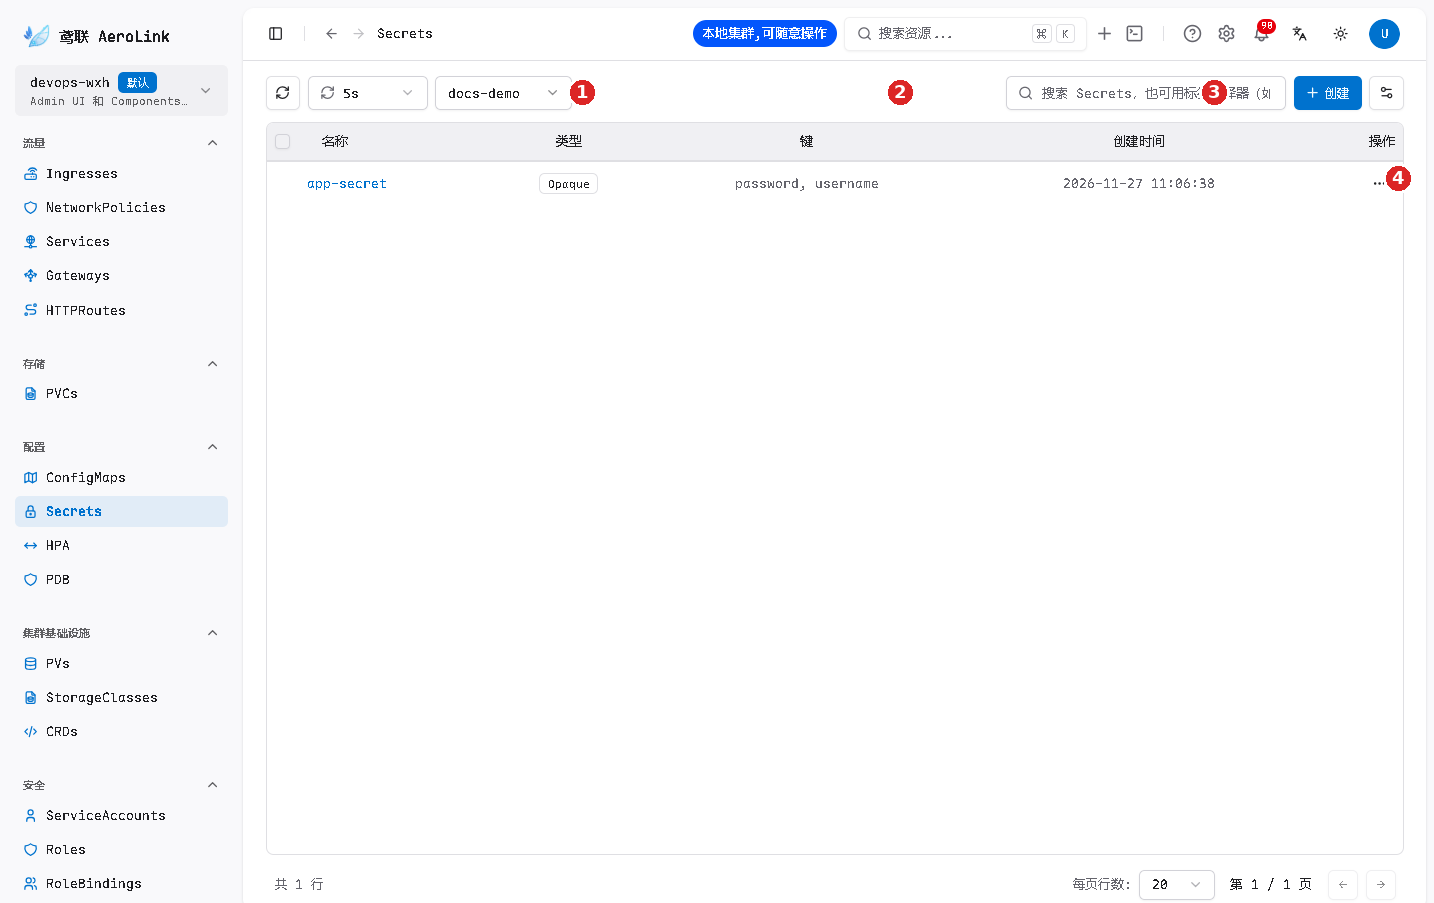 鸢联 AeroLink
devops-wxh 默认
Admin UI 和 Components…
流量
Ingresses
NetworkPolicies
Services
Gateways
HTTPRoutes
存储
PVCs
配置
ConfigMaps
Secrets
HPA
PDB
集群基础设施
PVs
StorageClasses
CRDs
安全
ServiceAccounts
Roles
RoleBindings
Secrets
本地集群,可随意操作
搜索资源...
⌘ K
90
U
5s
docs-demo
1
2
搜索 Secrets，也可用标
3
择器（如
+ 创建
名称 类型 键 创建时间 操作
app-secret Opaque password, username 2026-11-27 11:06:38 ...
4
共 1 行
每页行数: 20 第 1 / 1 页